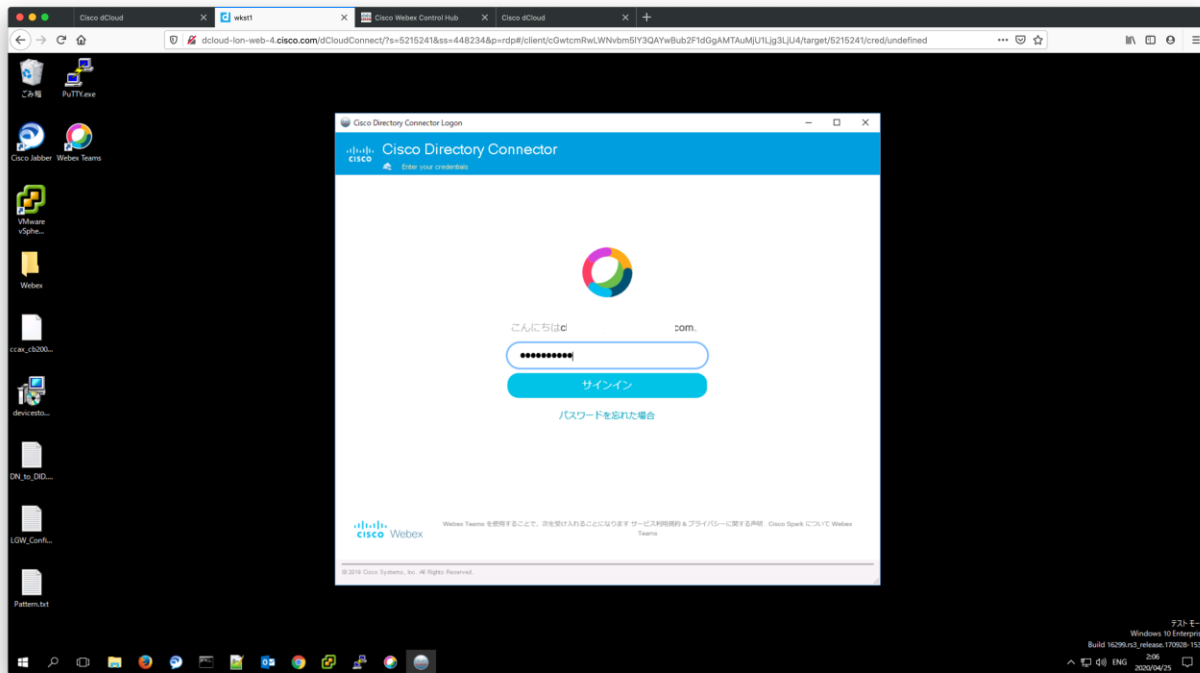 Cisco dCloud
wkst1
Cisco Webex Control Hub
Cisco dCloud
dcloud-lon-web-4.cisco.com/dCloudConnect/?s=5215241&ss=448234&p=rdp#/client/cGwtcmRwLWNvbm5lY3QAYwBub2F1dGgAMTAuMjU1Ljg3LjU4/target/5215241/cred/undefined
ごみ箱
PuTTY.exe
Cisco Jabber
Webex Teams
VMware
vSphe...
Webex
ccax_cb200...
devicesto...
DN_to_DID....
LGW_Confi...
Pattern.txt
Cisco Directory Connector Logon
cisco
Cisco Directory Connector
Enter your credentials
こんにちはc
com.
サインイン
パスワードを忘れた場合
cisco Webex
Webex Teams を使用することで、次を受け入れることになります サービス利用規約 & プライバシーに関する声明. Cisco Spark について Webex
Teams
© 2019 Cisco Systems, Inc. All Rights Reserved.
テスト モー
Windows 10 Enterpris
Build 16299.rs3_release.170928-153
ENG
2:06
2020/04/25